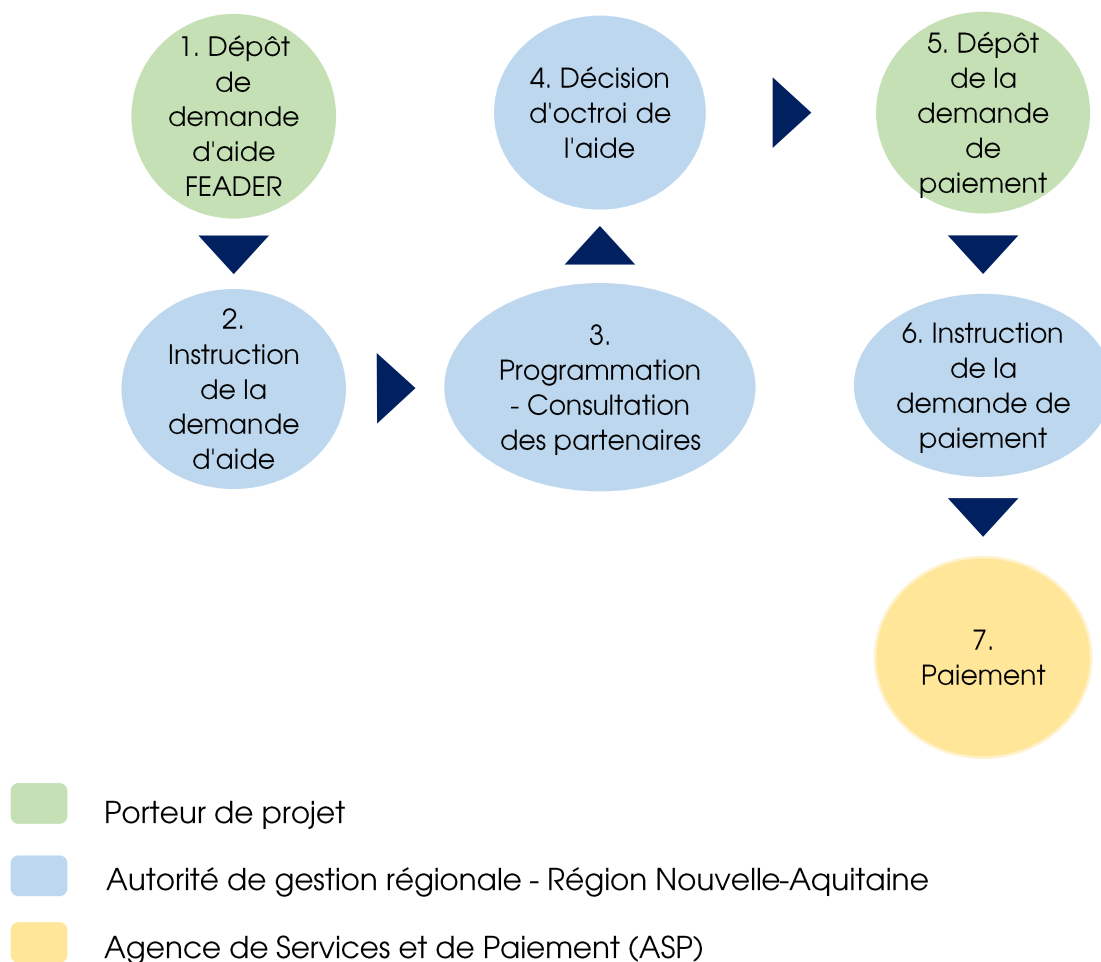 1. Dépôt
de
demande
d'aide
FEADER
2.
Instruction
de la
demande
d'aide
3.
Programmation
- Consultation
des partenaires
4. Décision
d'octroi de
l'aide
5. Dépôt
de la
demande
de
paiement
6. Instruction
de la
demande de
paiement
7.
Paiement
Porteur de projet
Autorité de gestion régionale - Région Nouvelle-Aquitaine
Agence de Services et de Paiement (ASP)